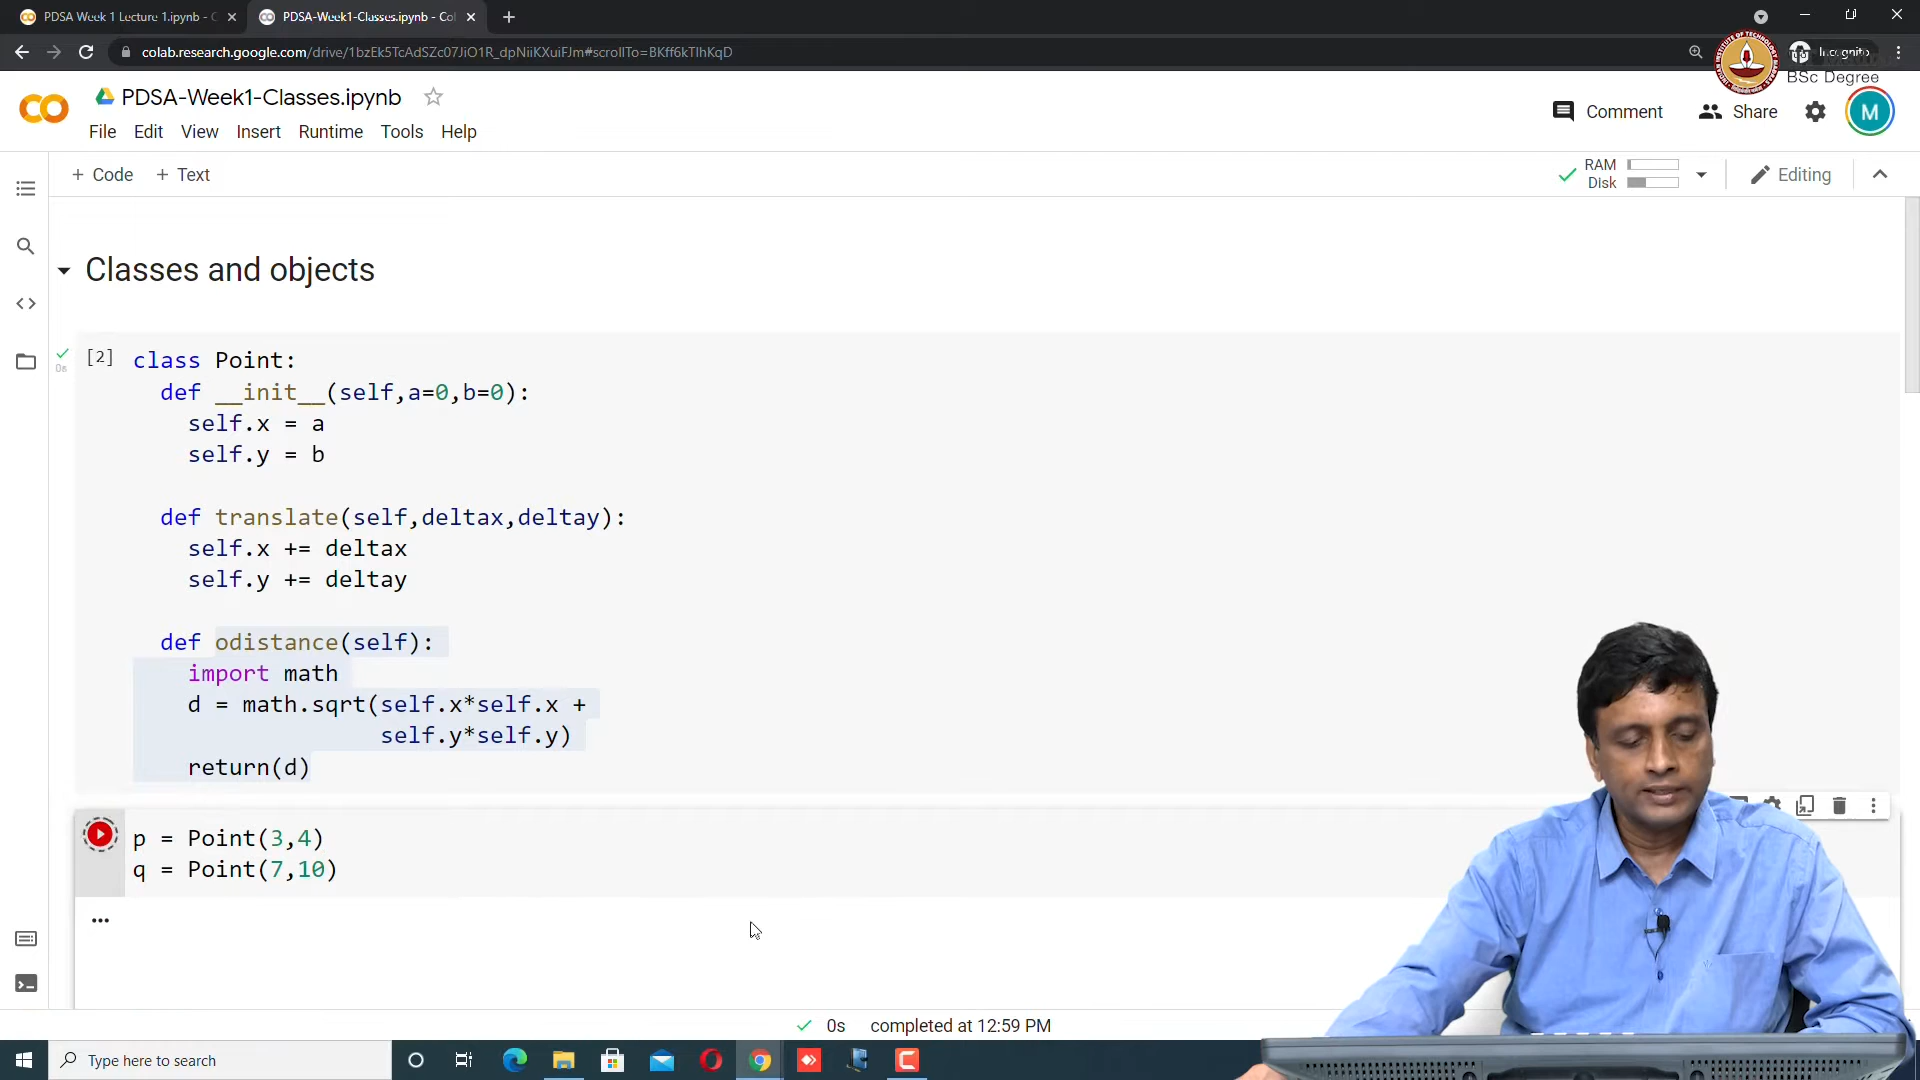 PDSA Week 1 Lecture 1.ipynb - C
PDSA-Week1-Classes.ipynb - Col
colab.research.google.com/drive/1bzEk5TcAdSZc07JiO1R_dpNiiKXuiFJm#scrollTo=BKff6kTlhKqD
Incognito
BSc Degree
PDSA-Week1-Classes.ipynb
File Edit View Insert Runtime Tools Help
Comment
Share
M
+ Code + Text
RAM
Disk
Editing
Classes and objects
[2]
0s
class Point:
def __init__(self,a=0,b=0):
self.x = a
self.y = b
def translate(self,deltax,deltay):
self.x += deltax
self.y += deltay
def odistance(self):
import math
d = math.sqrt(self.x*self.x +
self.y*self.y)
return(d)
p = Point(3,4)
q = Point(7,10)
...
0s completed at 12:59 PM
Type here to search